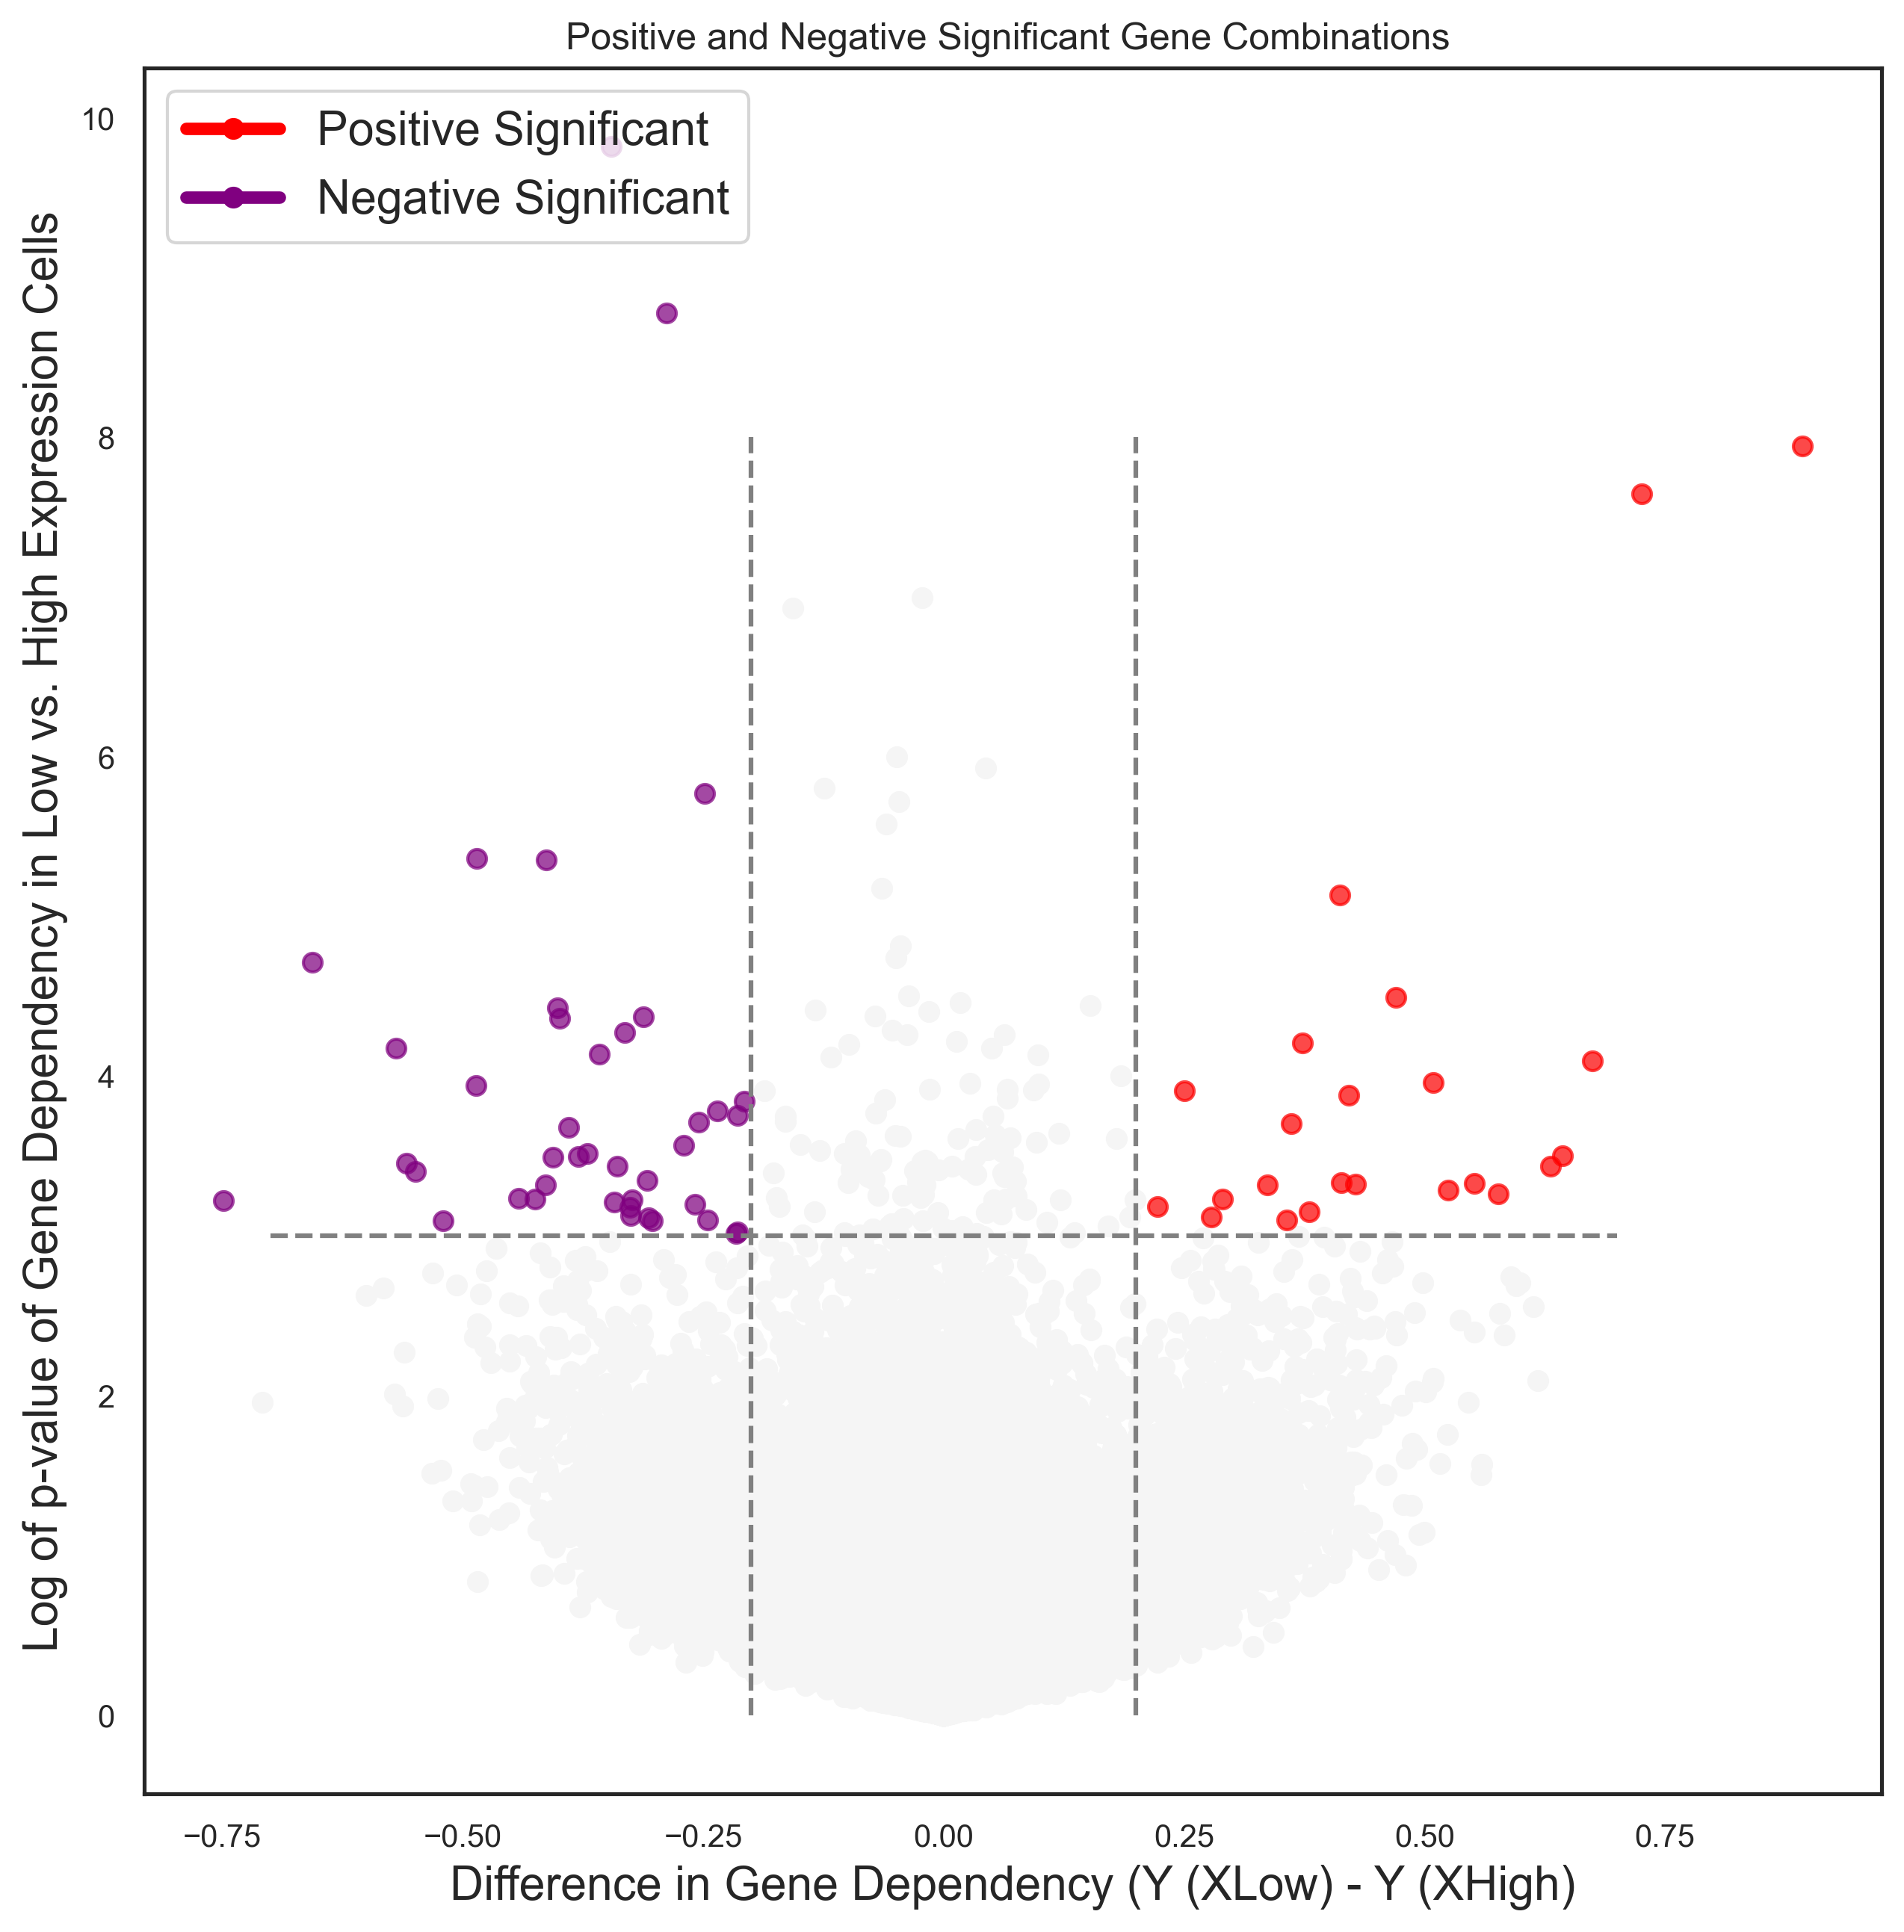 Positive and Negative Significant Gene Combinations
Positive Significant
Negative Significant
Log of p-value of Gene Dependency in Low vs. High Expression Cells
10
8
6
4
2
0
−0.75 −0.50 −0.25 0.00 0.25 0.50 0.75
Difference in Gene Dependency (Y (XLow) - Y (XHigh)